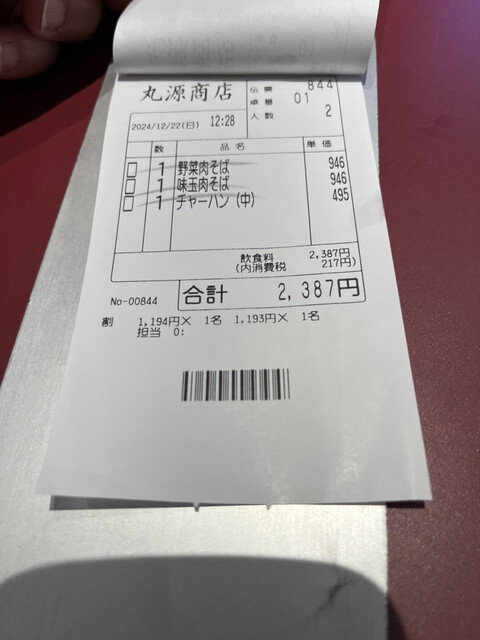 丸源商店
伝票 844
卓番 01
人数 2
2024/12/22(日) 12:28
数 品名 単価
1 野菜肉そば 946
1 味玉肉そば 946
1 チャーハン(中) 495
飲食料 2,387円
(内消費税 217円)
No-00844 合計 2,387円
割 1,194円× 1名 1,193円× 1名
担当 0: